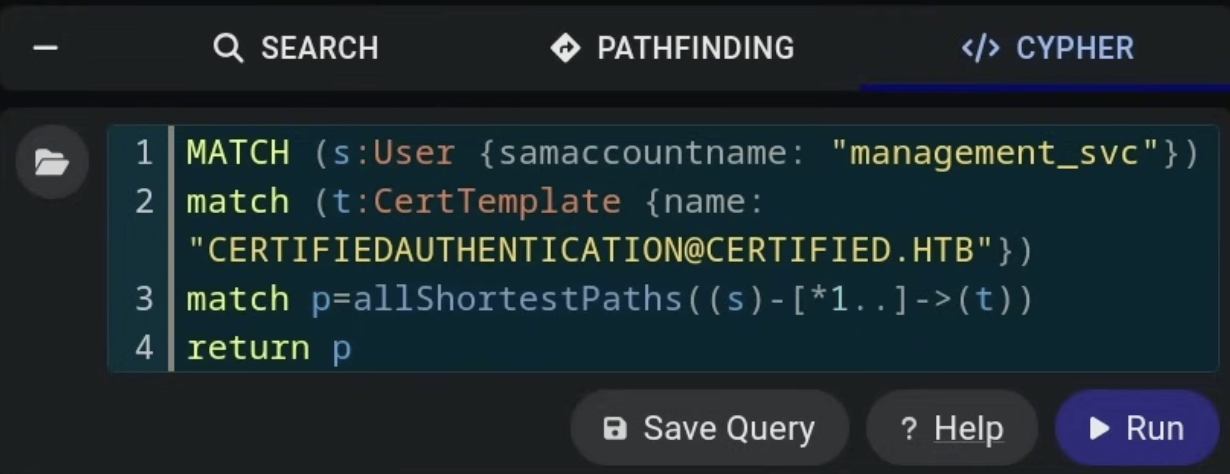 SEARCH PATHFINDING </> CYPHER
1 MATCH (s:User {samaccountname: "management_svc"})
2 match (t:CertTemplate {name:
"CERTIFIEDAUTHENTICATION@CERTIFIED.HTB"})
3 match p=allShortestPaths((s)-[*1..]->(t))
4 return p
Save Query ? Help Run